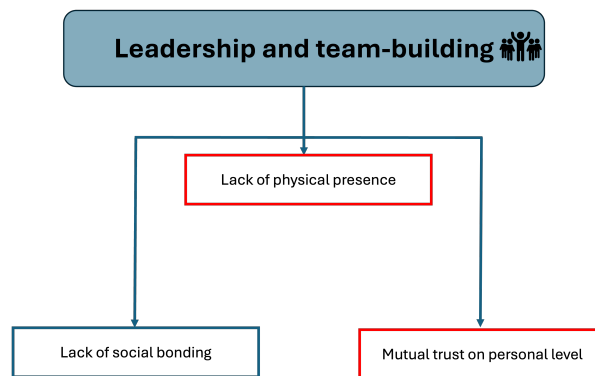 Leadership and team-building
Lack of physical presence
Lack of social bonding
Mutual trust on personal level